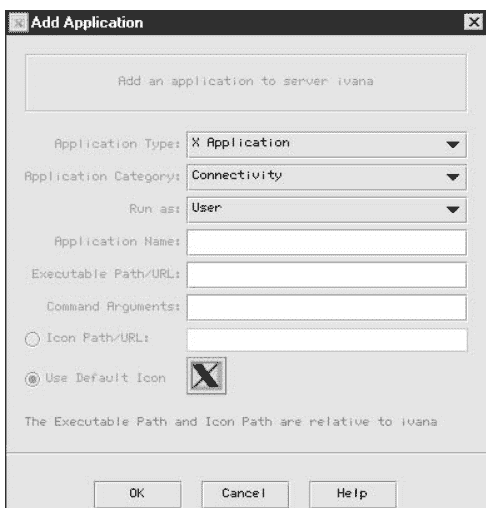 Add Application
Add an application to server ivana
Application Type: X Application
Application Category: Connectivity
Run as: User
Application Name:
Executable Path/URL:
Command Arguments:
Icon Path/URL:
Use Default Icon
The Executable Path and Icon Path are relative to ivana
OK Cancel Help